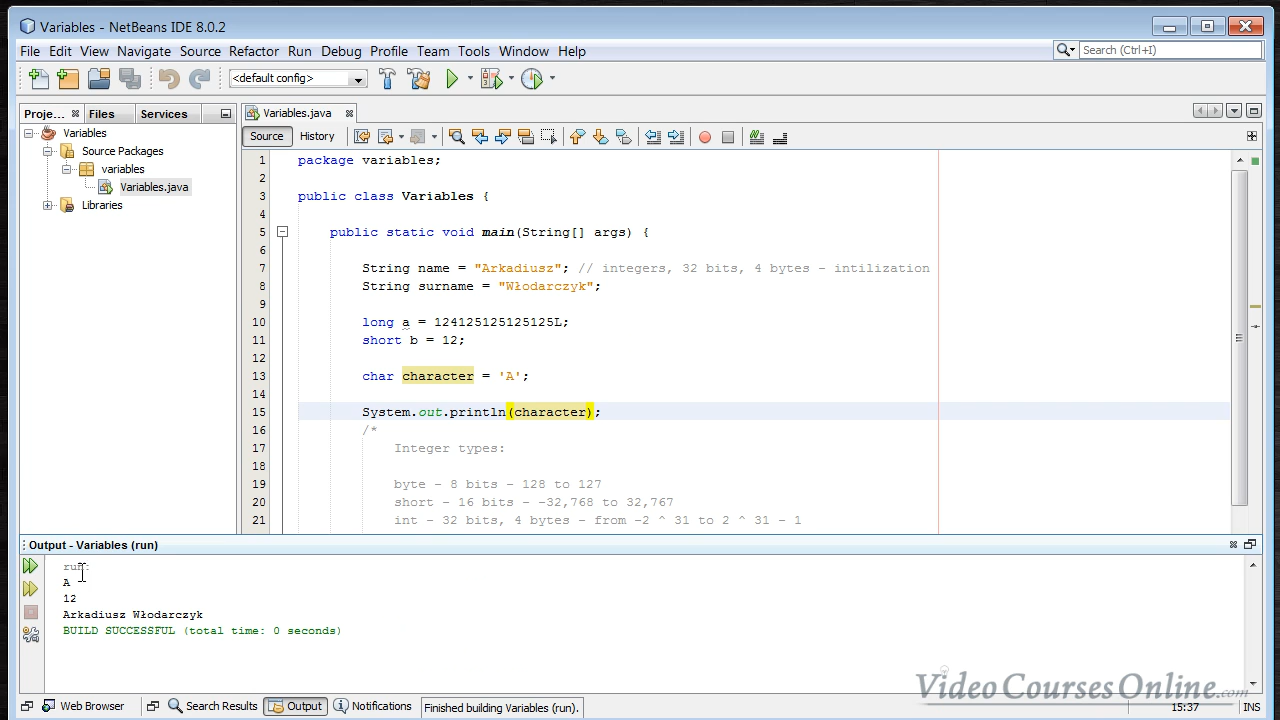 Variables - NetBeans IDE 8.0.2
File Edit View Navigate Source Refactor Run Debug Profile Team Tools Window Help
Search (Ctrl+I)
<default config>
Proje... Files Services
Variables.java
Variables
Source Packages
variables
Variables.java
Libraries
Source History
1 package variables;
2
3 public class Variables {
4
5 public static void main(String[] args) {
6
7 String name = "Arkadiusz"; // integers, 32 bits, 4 bytes - intilization
8 String surname = "Włodarczyk";
9
10 long a = 124125125125125L;
11 short b = 12;
12
13 char character = 'A';
14
15 System.out.println(character);
16 /*
17 Integer types:
18
19 byte - 8 bits - 128 to 127
20 short - 16 bits - -32,768 to 32,767
21 int - 32 bits, 4 bytes - from -2 ^ 31 to 2 ^ 31 - 1
Output - Variables (run)
run:
A
12
Arkadiusz Włodarczyk
BUILD SUCCESSFUL (total time: 0 seconds)
VideoCoursesOnline.com
Web Browser Search Results Output Notifications Finished building Variables (run). 15:37 INS